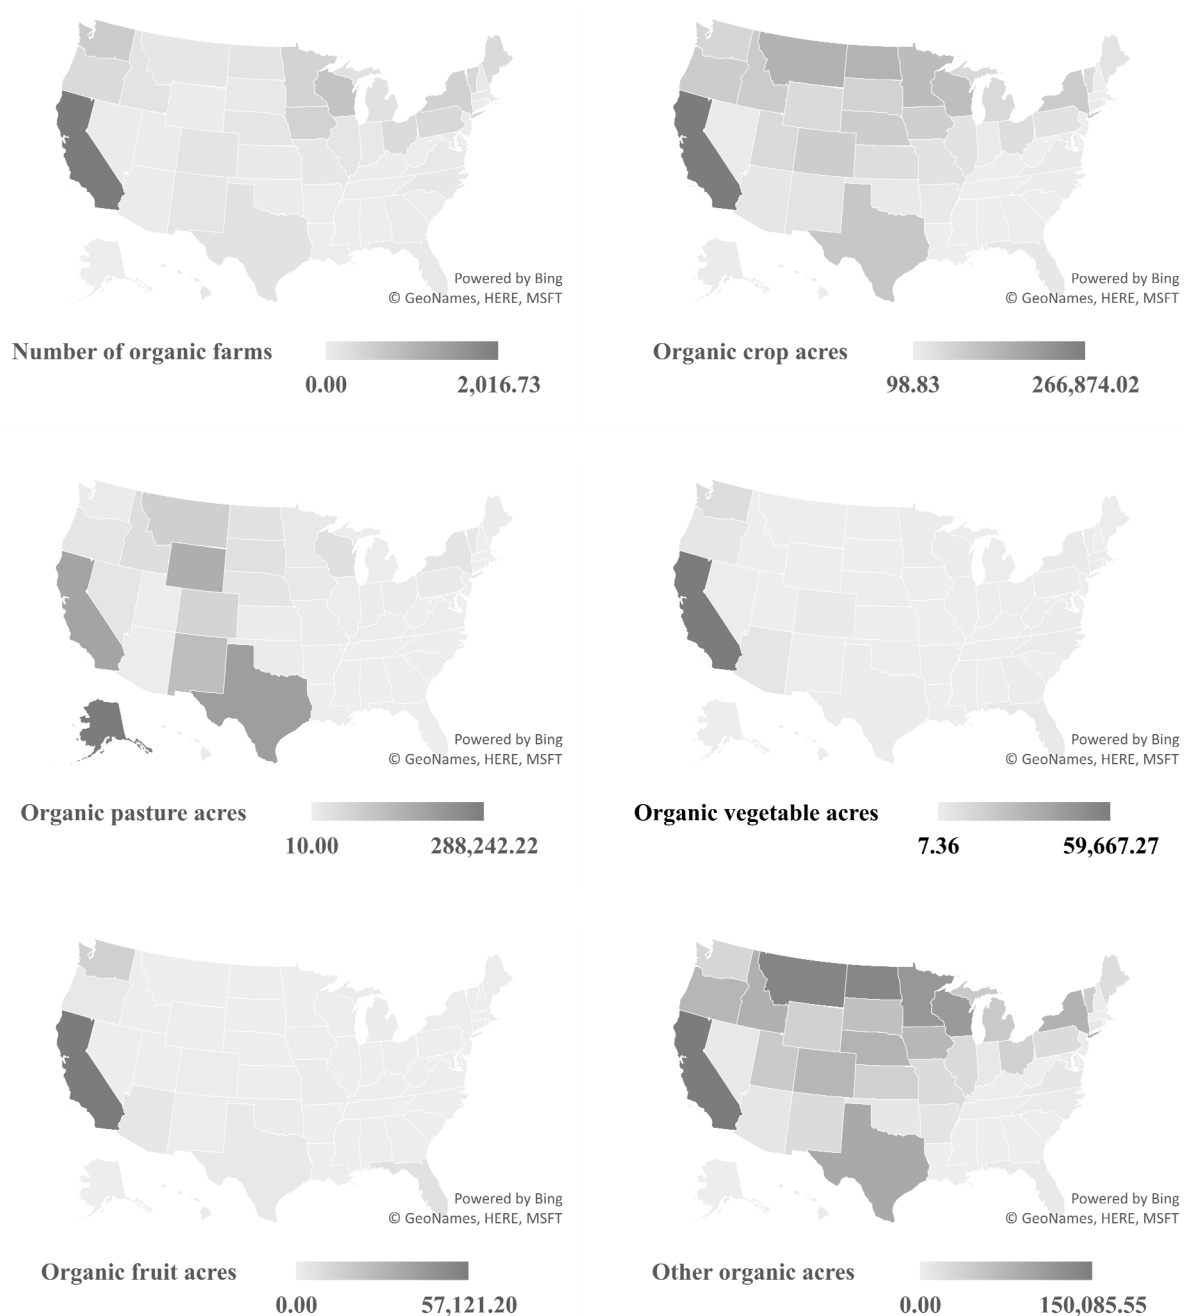 Powered by Bing
© GeoNames, HERE, MSFT
Number of organic farms
0.00
2,016.73
Powered by Bing
© GeoNames, HERE, MSFT
Organic crop acres
98.83
266,874.02
Powered by Bing
© GeoNames, HERE, MSFT
Organic pasture acres
10.00
288,242.22
Powered by Bing
© GeoNames, HERE, MSFT
Organic vegetable acres
7.36
59,667.27
Powered by Bing
© GeoNames, HERE, MSFT
Organic fruit acres
0.00
57,121.20
Powered by Bing
© GeoNames, HERE, MSFT
Other organic acres
0.00
150,085.55